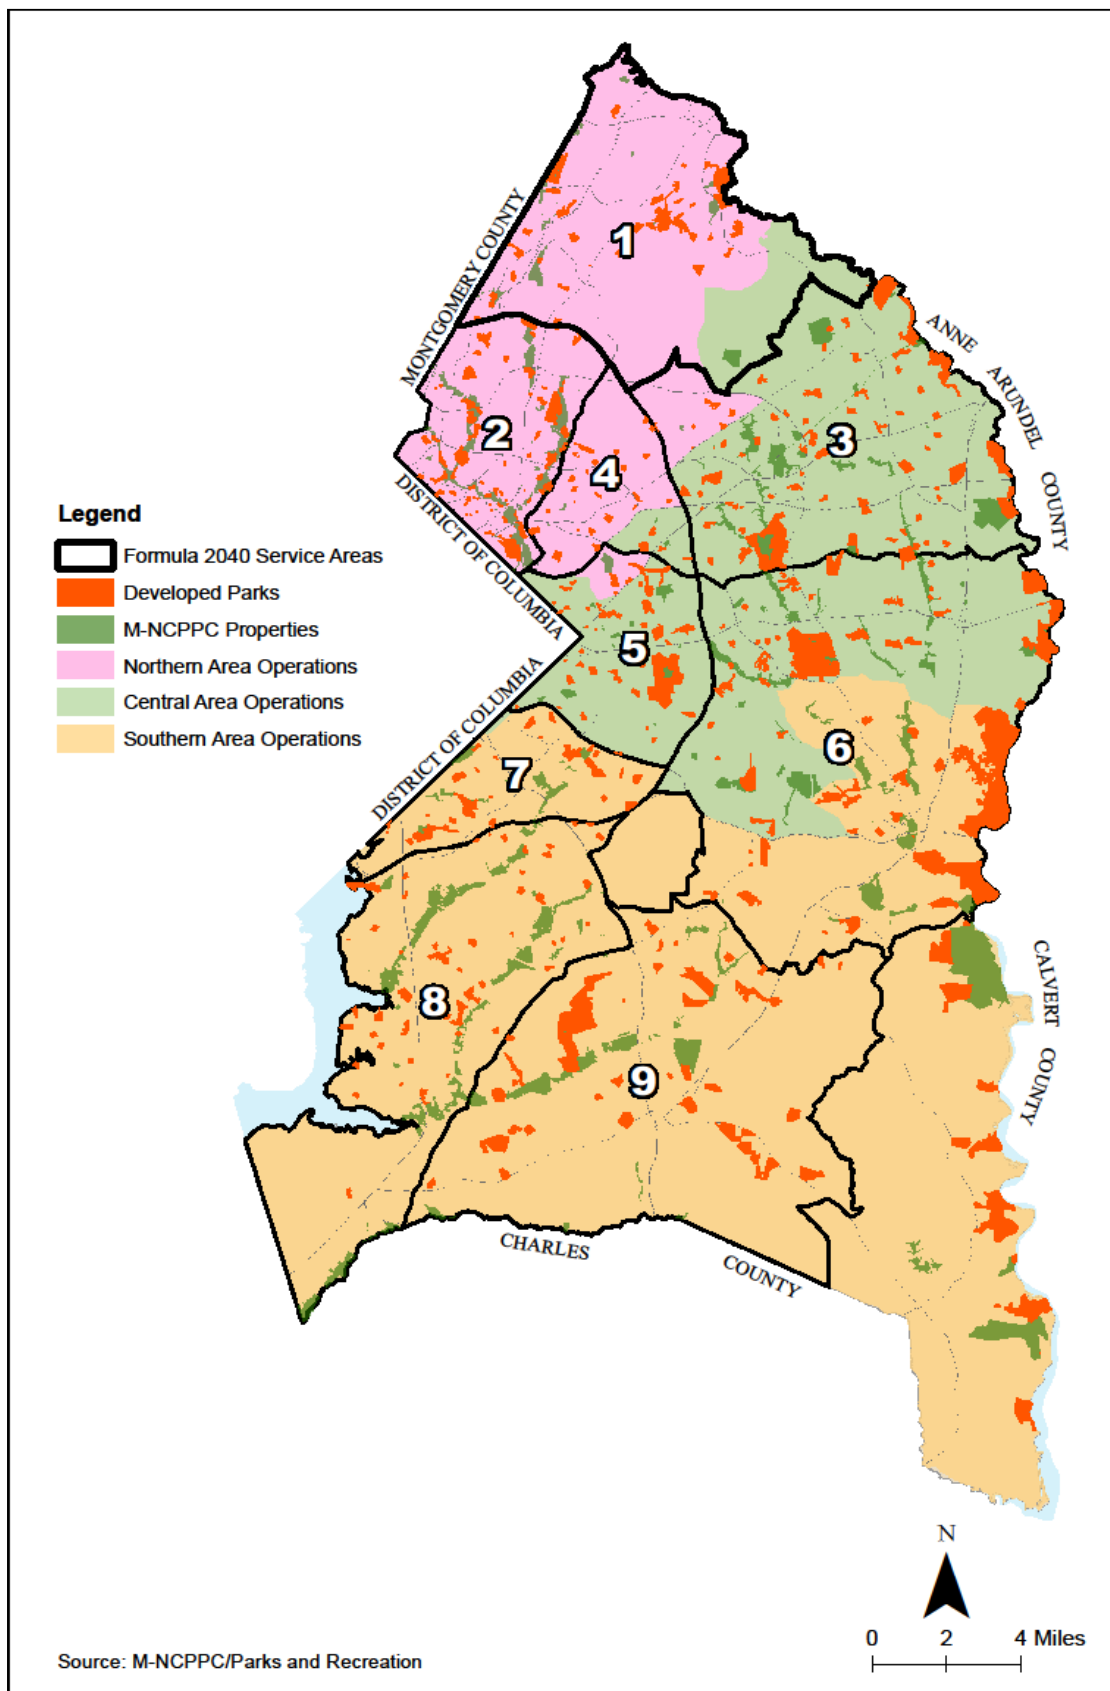 1
MONTGOMERY COUNTY
ANNE ARUNDEL COUNTY
2
3
4
DISTRICT OF COLUMBIA
Legend
Formula 2040 Service Areas
Developed Parks
M-NCPPC Properties
Northern Area Operations
Central Area Operations
Southern Area Operations
5
DISTRICT OF COLUMBIA
6
7
8
CALVERT COUNTY
9
CHARLES COUNTY
N
0 2 4 Miles
Source: M-NCPPC/Parks and Recreation